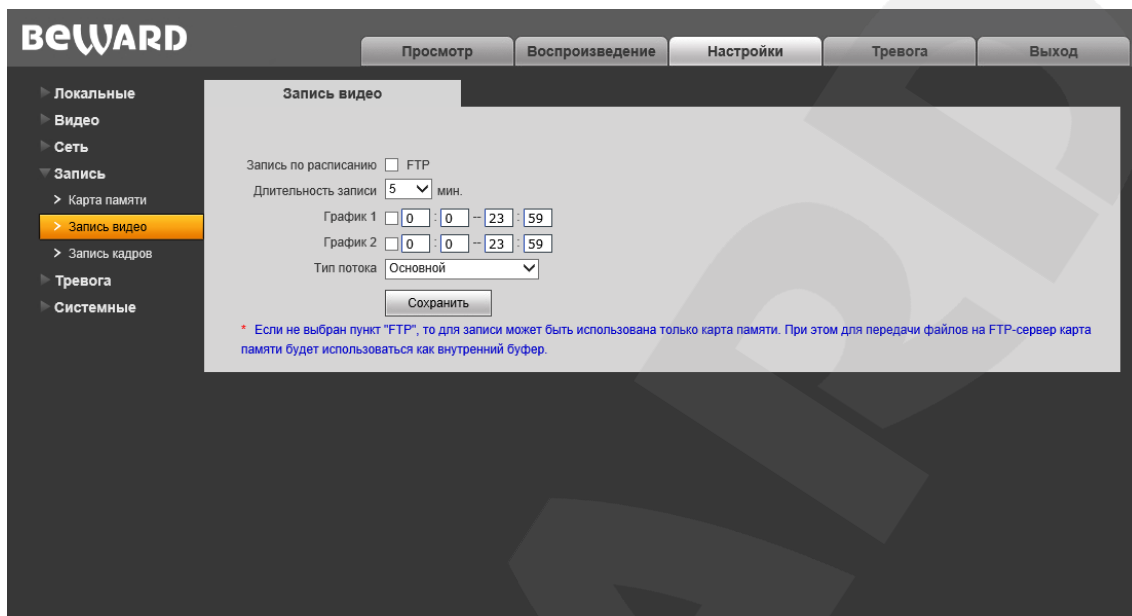 BEWARD
Просмотр
Воспроизведение
Настройки
Тревога
Выход
Локальные
Видео
Сеть
Запись
> Карта памяти
> Запись видео
> Запись кадров
Тревога
Системные
Запись видео
Запись по расписанию FTP
Длительность записи 5 мин.
График 1 0 : 0 -- 23 : 59
График 2 0 : 0 -- 23 : 59
Тип потока Основной
Сохранить
* Если не выбран пункт "FTP", то для записи может быть использована только карта памяти. При этом для передачи файлов на FTP-сервер карта
памяти будет использоваться как внутренний буфер.